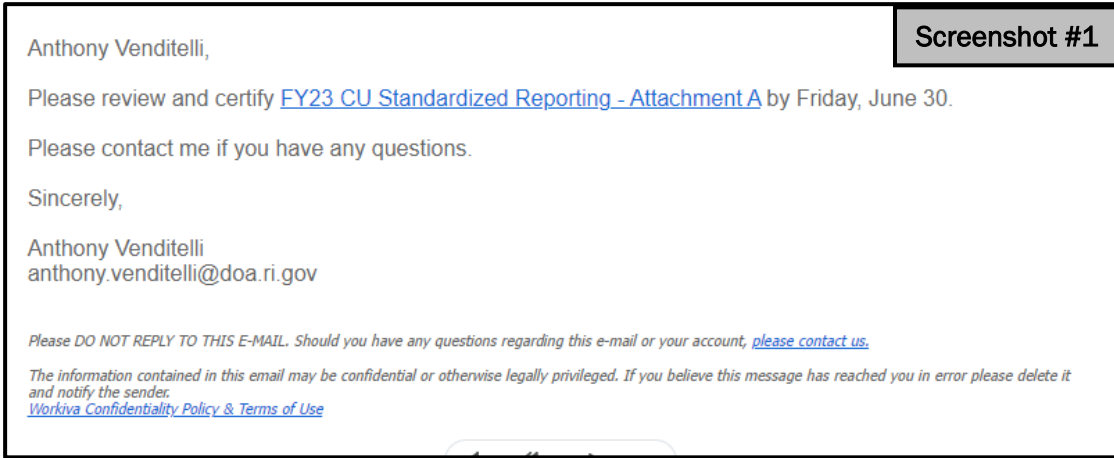 Screenshot #1
Anthony Venditelli,
Please review and certify FY23 CU Standardized Reporting - Attachment A by Friday, June 30.
Please contact me if you have any questions.
Sincerely,
Anthony Venditelli
anthony.venditelli@doa.ri.gov
Please DO NOT REPLY TO THIS E-MAIL. Should you have any questions regarding this e-mail or your account, please contact us.
The information contained in this email may be confidential or otherwise legally privileged. If you believe this message has reached you in error please delete it
and notify the sender.
Workiva Confidentiality Policy & Terms of Use